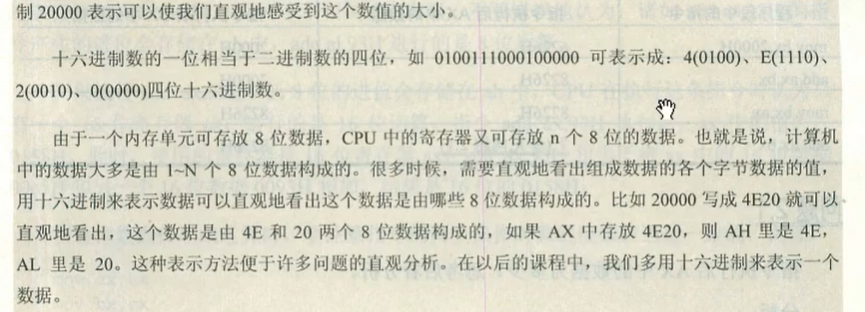 制 20000 表示可以使我们直观地感受到这个数值的大小。
十六进制数的一位相当于二进制数的四位，如 0100111000100000 可表示成：4(0100)、E(1110)、
2(0010)、0(0000)四位十六进制数。
由于一个内存单元可存放 8 位数据，CPU 中的寄存器又可存放 n 个 8 位的数据。也就是说，计算机
中的数据大多是由 1~N 个 8 位数据构成的。很多时候，需要直观地看出组成数据的各个字节数据的值，
用十六进制来表示数据可以直观地看出这个数据是由哪些 8 位数据构成的。比如 20000 写成 4E20 就可以
直观地看出，这个数据是由 4E 和 20 两个 8 位数据构成的，如果 AX 中存放 4E20，则 AH 里是 4E，
AL 里是 20。这种表示方法便于许多问题的直观分析。在以后的课程中，我们多用十六进制来表示一个
数据。